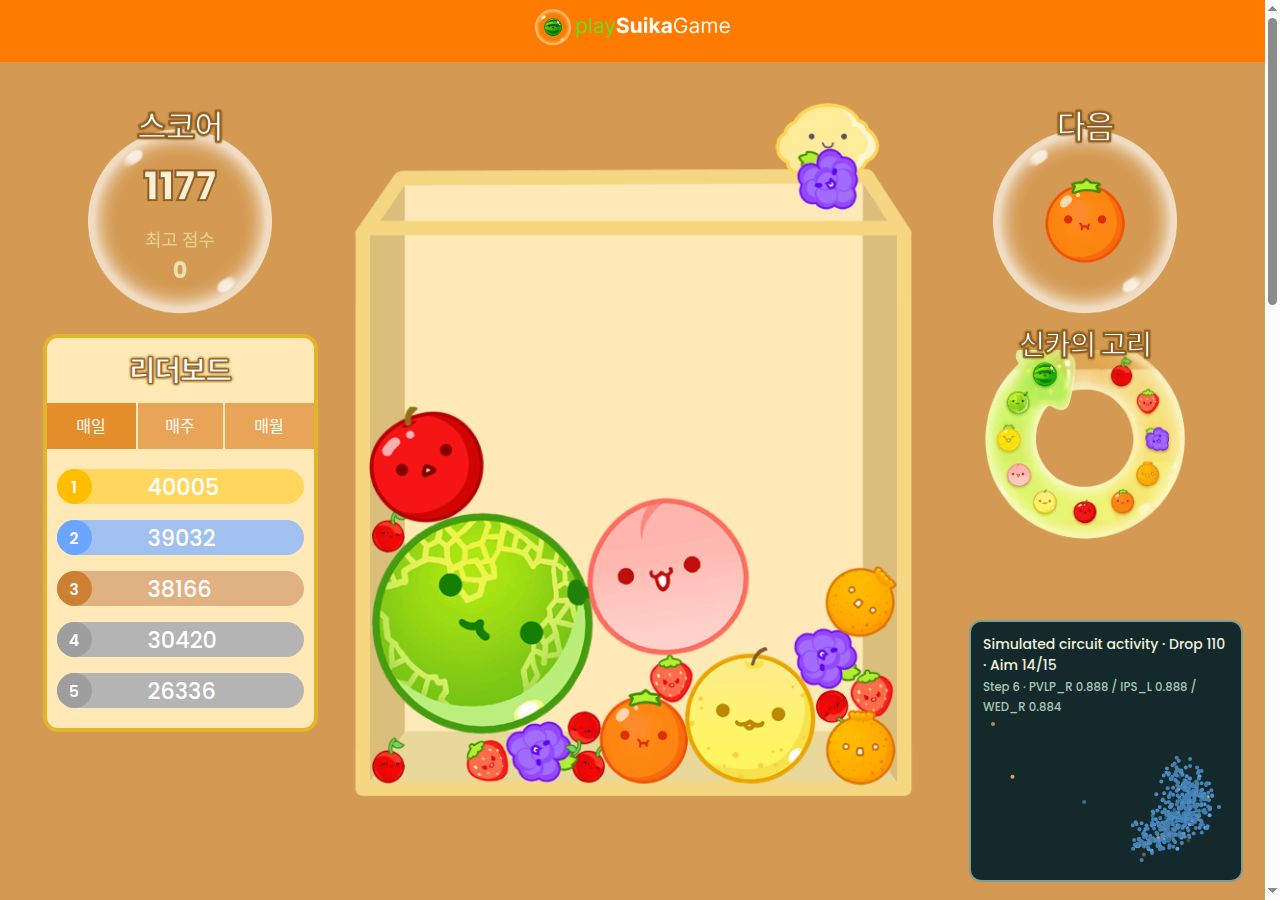 playSuikaGame
스코어
1177
최고 점수
0
다음
신카의 고리
리더보드
매일 매주 매월
1 40005
2 39032
3 38166
4 30420
5 26336
Simulated circuit activity · Drop 110
· Aim 14/15
Step 6 · PVLP_R 0.888 / IPS_L 0.888 /
WED_R 0.884